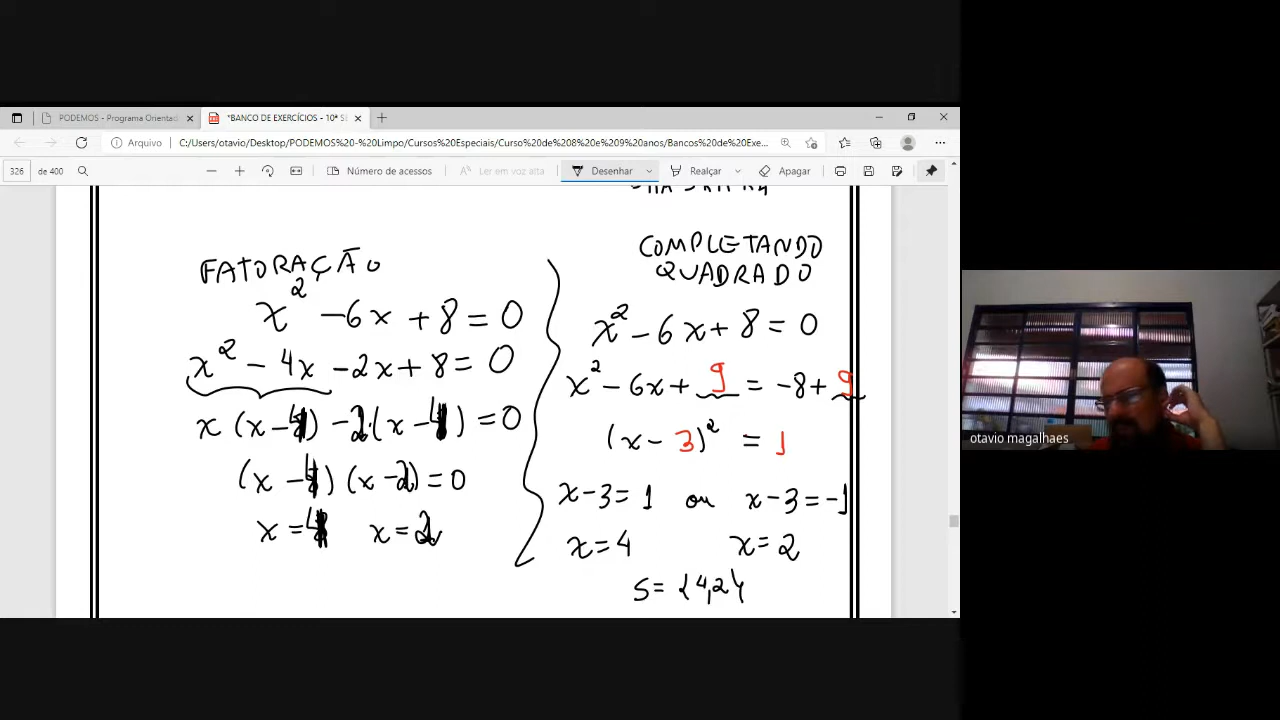 PODEMOS - Programa Orientad
*BANCO DE EXERCÍCIOS - 10ª SE
Arquivo
C:/Users/otavio/Desktop/PODEMOS%20-%20Limpo/Cursos%20Especiais/Curso%20de%208%20e%209%20anos/Bancos%20de%20Exe...
326 de 400
Número de acessos
Ler em voz alta
Desenhar
Realçar
Apagar
FATORAÇÃO
x² - 6x + 8 = 0
x² - 4x - 2x + 8 = 0
x (x - 4) - 2 (x - 4) = 0
(x - 4) (x - 2) = 0
x = 4 x = 2
COMPLETANDO
QUADRADO
x² - 6x + 8 = 0
x² - 6x + 9 = -8 + 9
(x - 3)² = 1
x - 3 = 1 ou x - 3 = -1
x = 4 x = 2
S = {4,2}
otavio magalhaes